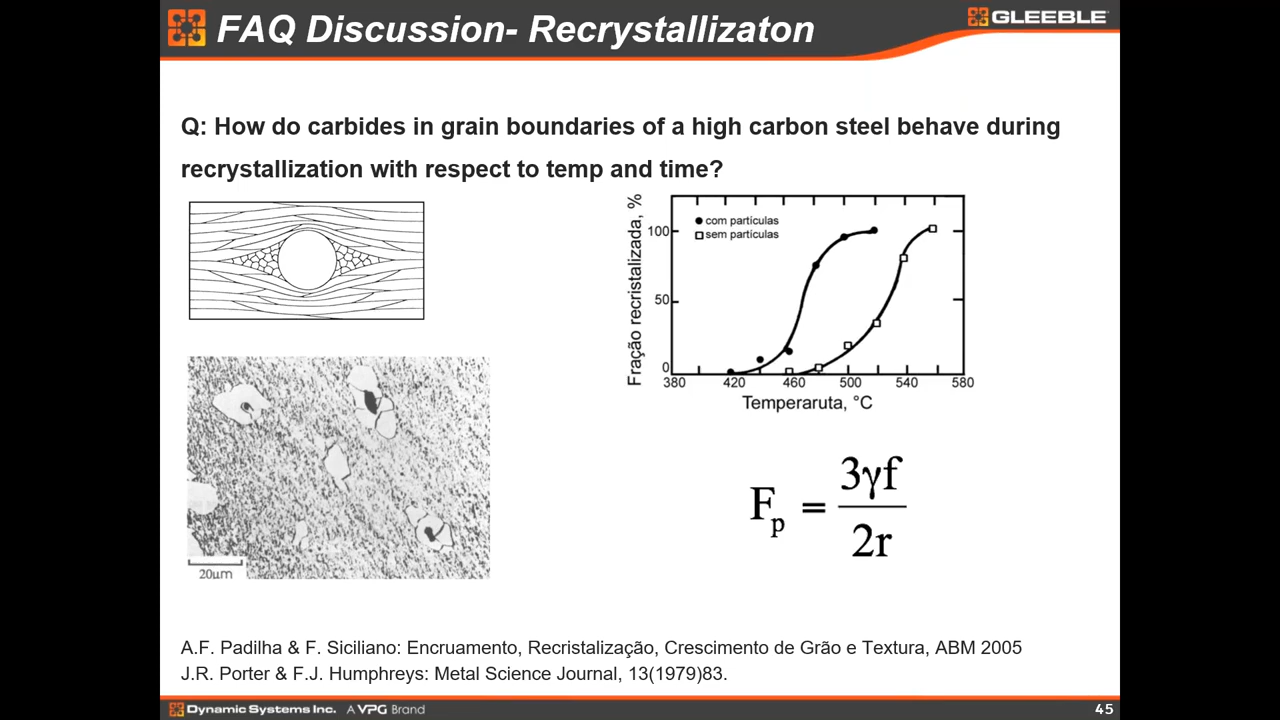 FAQ Discussion- Recrystallizaton
GLEEBLE®
Q: How do carbides in grain boundaries of a high carbon steel behave during
recrystallization with respect to temp and time?
com partículas
sem partículas
Fração recristalizada, %
100
50
0
380 420 460 500 540 580
Temperaruta, °C
20μm
Fp = 3γf / 2r
A.F. Padilha & F. Siciliano: Encruamento, Recristalização, Crescimento de Grão e Textura, ABM 2005
J.R. Porter & F.J. Humphreys: Metal Science Journal, 13(1979)83.
Dynamic Systems Inc. A VPG Brand
45